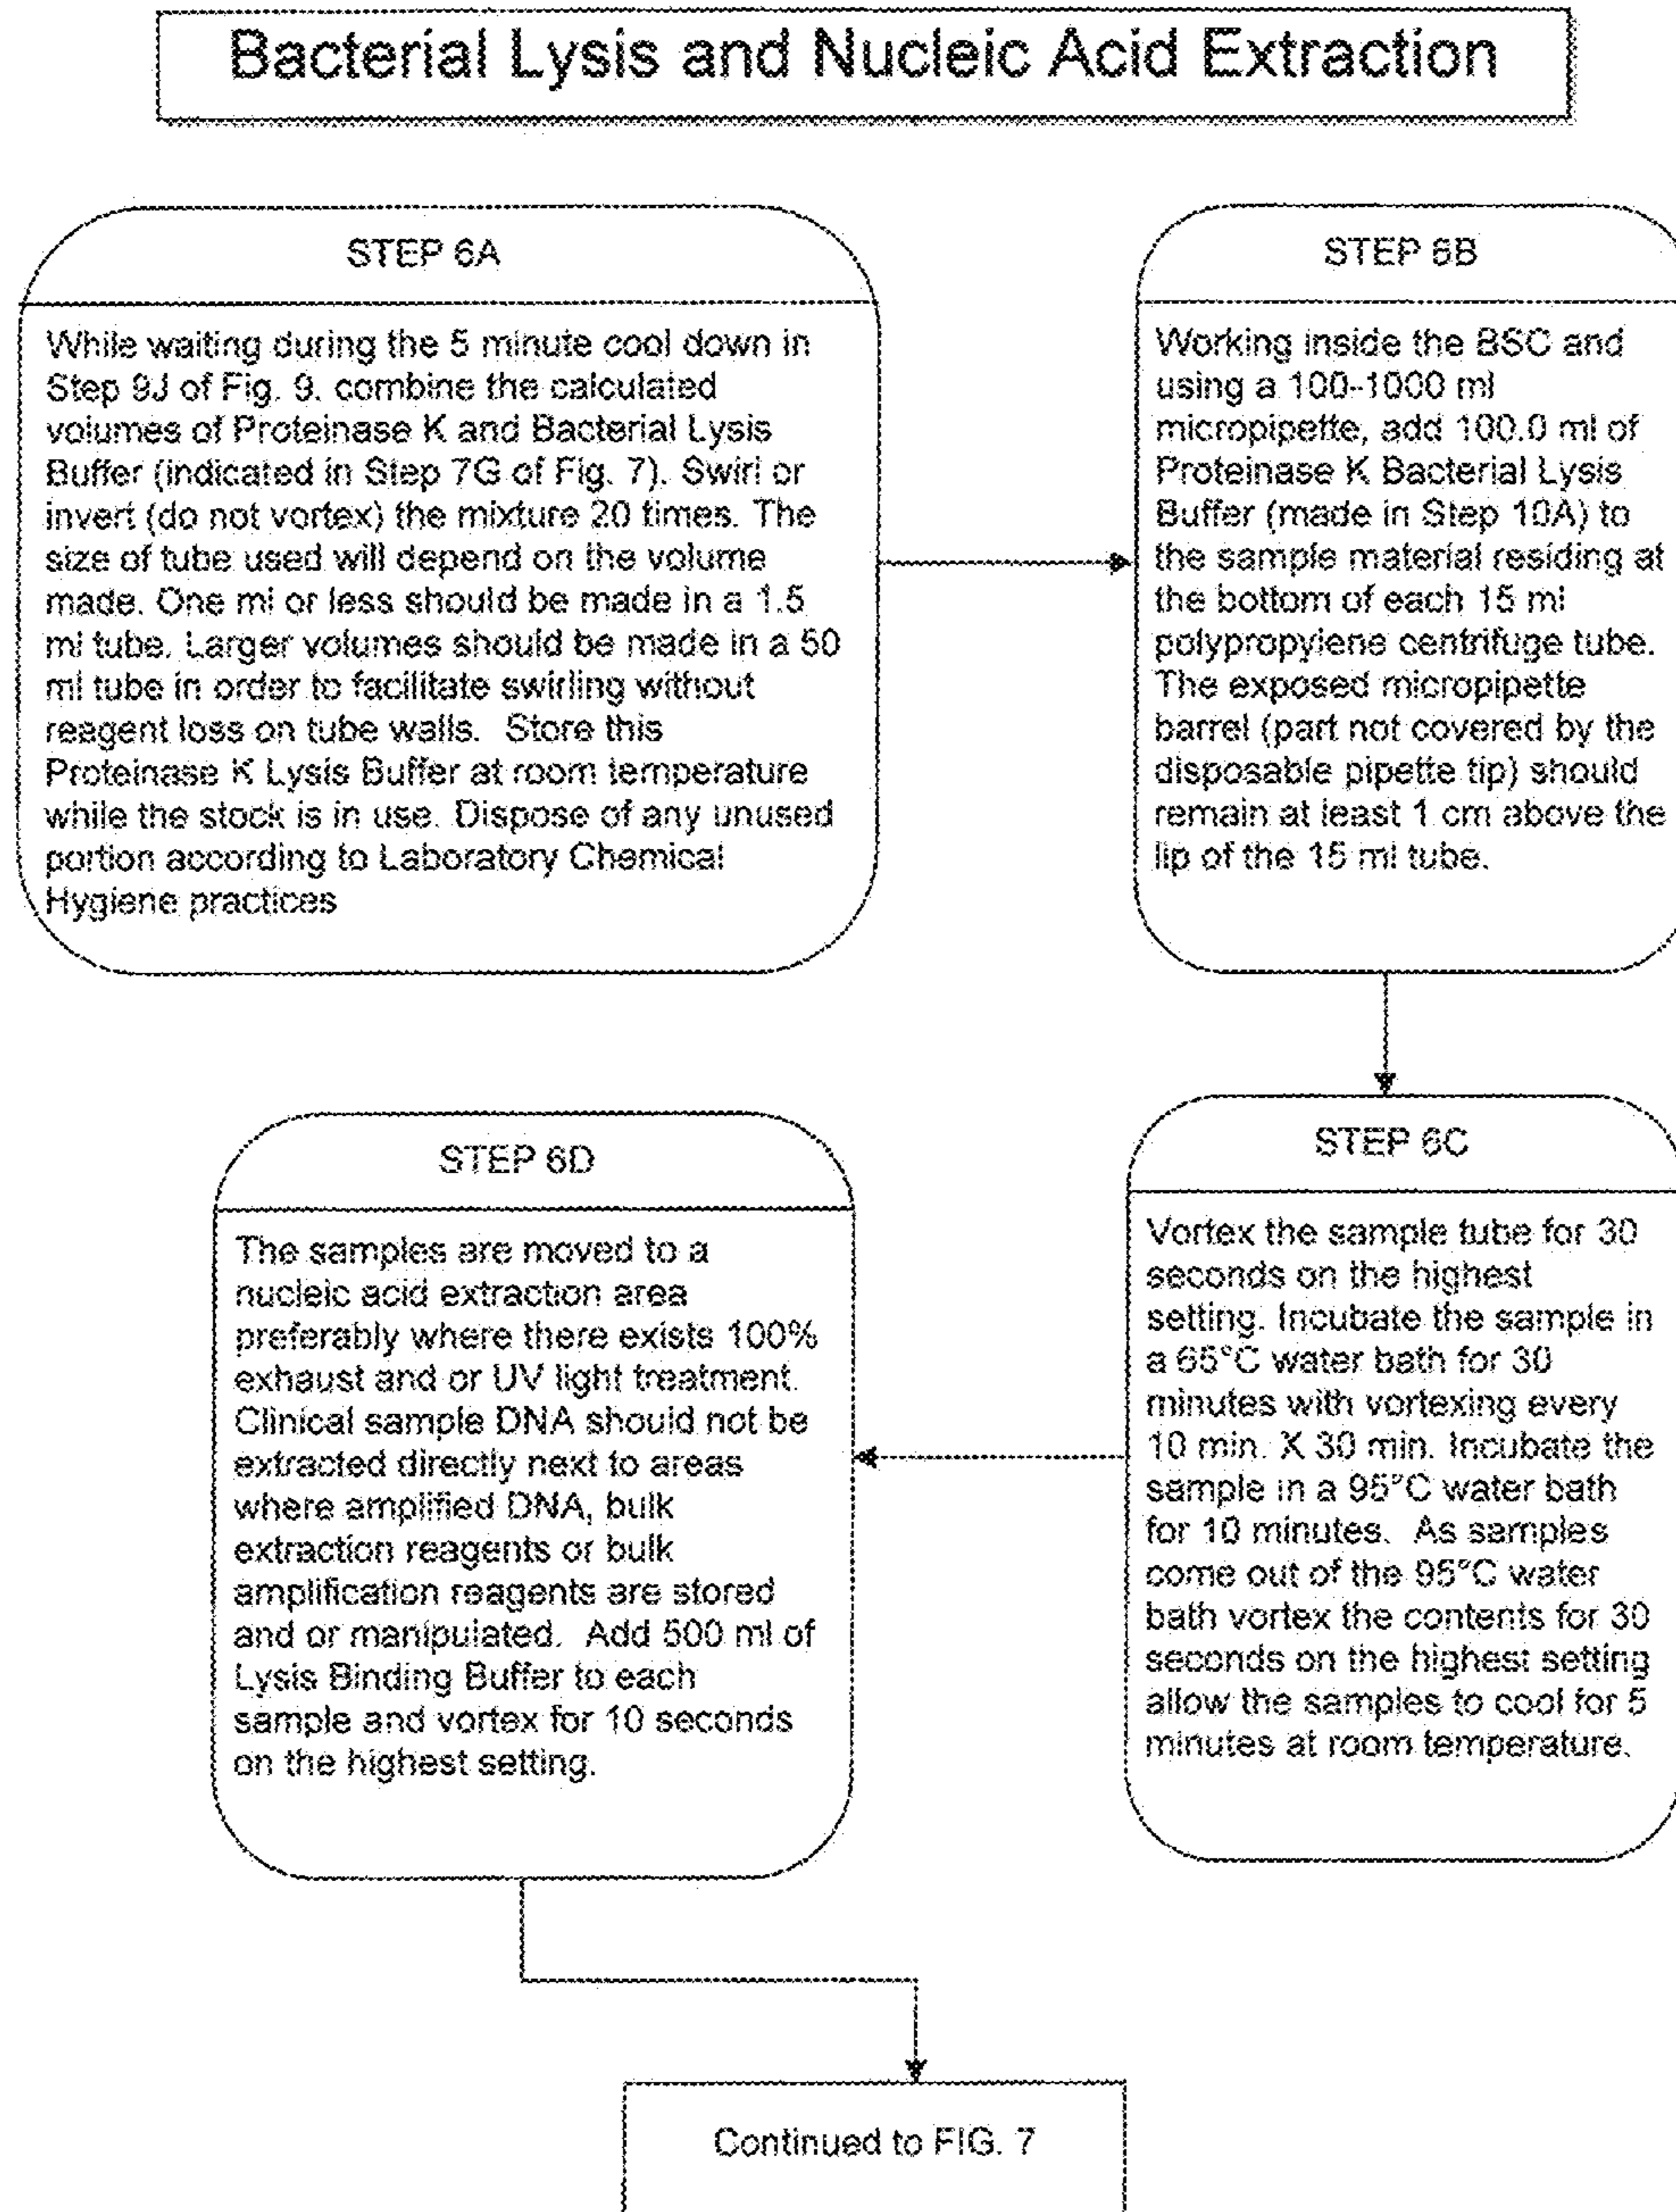 Bacterial Lysis and Nucleic Acid Extraction
STEP 6A
While waiting during the 5 minute cool down in
Step 9J of Fig. 9. combine the calculated
volumes of Proteinase K and Bacterial Lysis
Buffer (indicated in Step 7G of Fig. 7). Swirl or
invert (do not vortex) the mixture 20 times. The
size of tube used will depend on the volume
made. One ml or less should be made in a 1.5
ml tube. Larger volumes should be made in a 50
ml tube in order to facilitate swirling without
reagent loss on tube walls. Store this
Proteinase K Lysis Buffer at room temperature
while the stock is in use. Dispose of any unused
portion according to Laboratory Chemical
Hygiene practices
STEP 6B
Working inside the BSC and
using a 100-1000 ml
micropipette, add 100.0 ml of
Proteinase K Bacterial Lysis
Buffer (made in Step 10A) to
the sample material residing at
the bottom of each 15 ml
polypropylene centrifuge tube.
The exposed micropipette
barrel (part not covered by the
disposable pipette tip) should
remain at least 1 cm above the
lip of the 15 ml tube.
STEP 6C
Vortex the sample tube for 30
seconds on the highest
setting. Incubate the sample in
a 65°C water bath for 30
minutes with vortexing every
10 min. X 30 min. Incubate the
sample in a 95°C water bath
for 10 minutes. As samples
come out of the 95°C water
bath vortex the contents for 30
seconds on the highest setting
allow the samples to cool for 5
minutes at room temperature.
STEP 6D
The samples are moved to a
nucleic acid extraction area
preferably where there exists 100%
exhaust and or UV light treatment.
Clinical sample DNA should not be
extracted directly next to areas
where amplified DNA, bulk
extraction reagents or bulk
amplification reagents are stored
and or manipulated. Add 500 ml of
Lysis Binding Buffer to each
sample and vortex for 10 seconds
on the highest setting.
Continued to FIG. 7